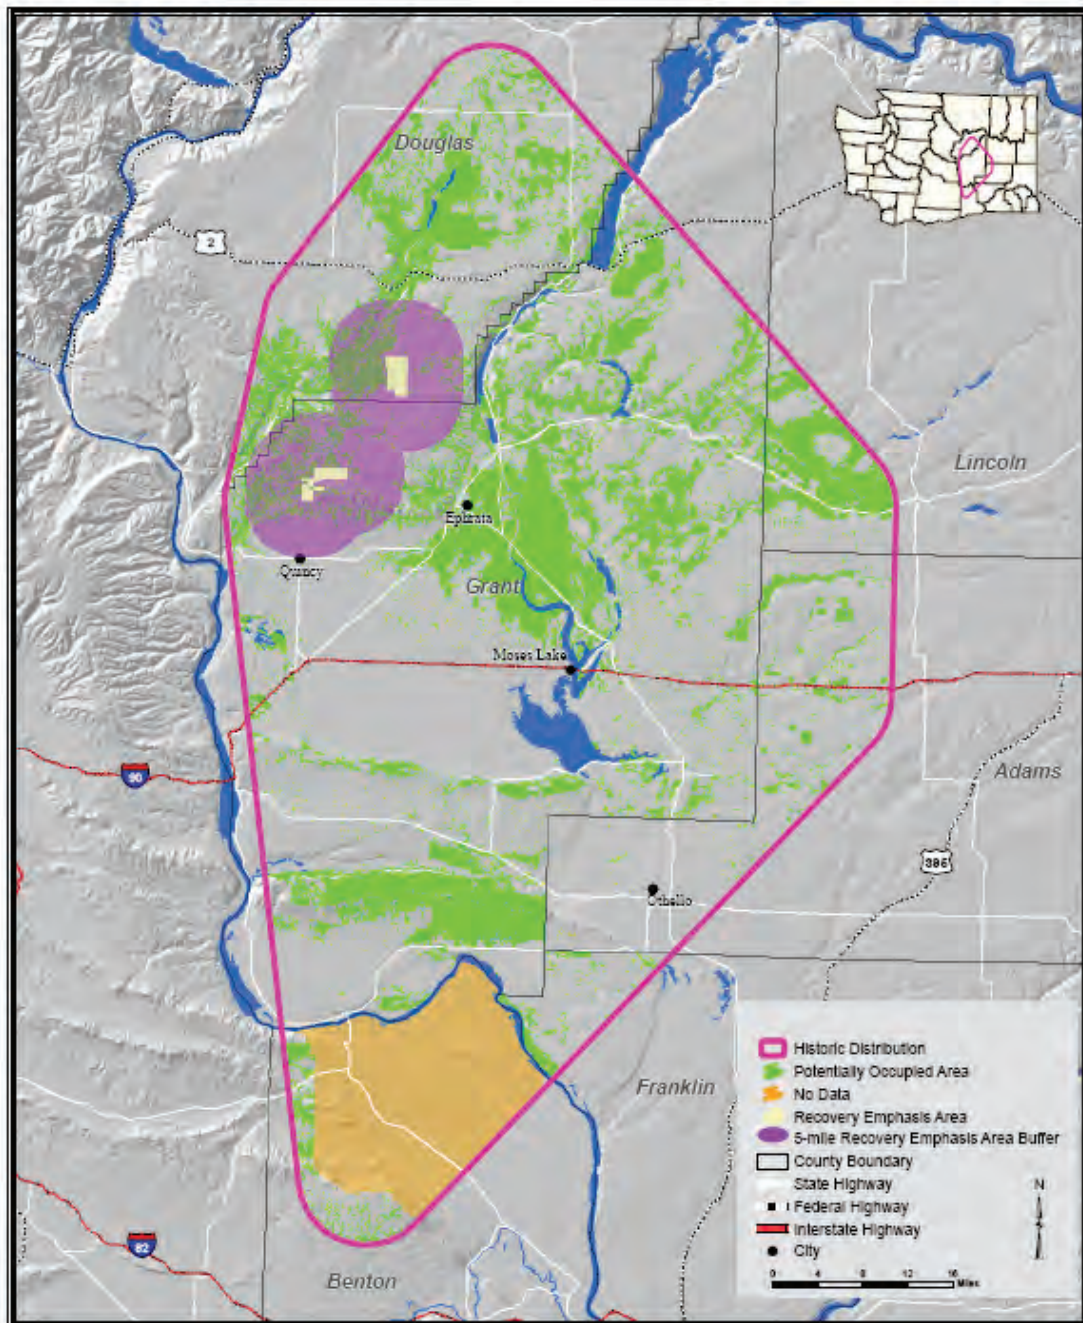 Douglas
2
Lincoln
Ephrata
Quincy
Grant
Moses Lake
90
Adams
395
Othello
Franklin
82
Benton
Historic Distribution
Potentially Occupied Area
No Data
Recovery Emphasis Area
5-mile Recovery Emphasis Area Buffer
County Boundary
State Highway
Federal Highway
Interstate Highway
City
N
0 4 8 12 16
Miles